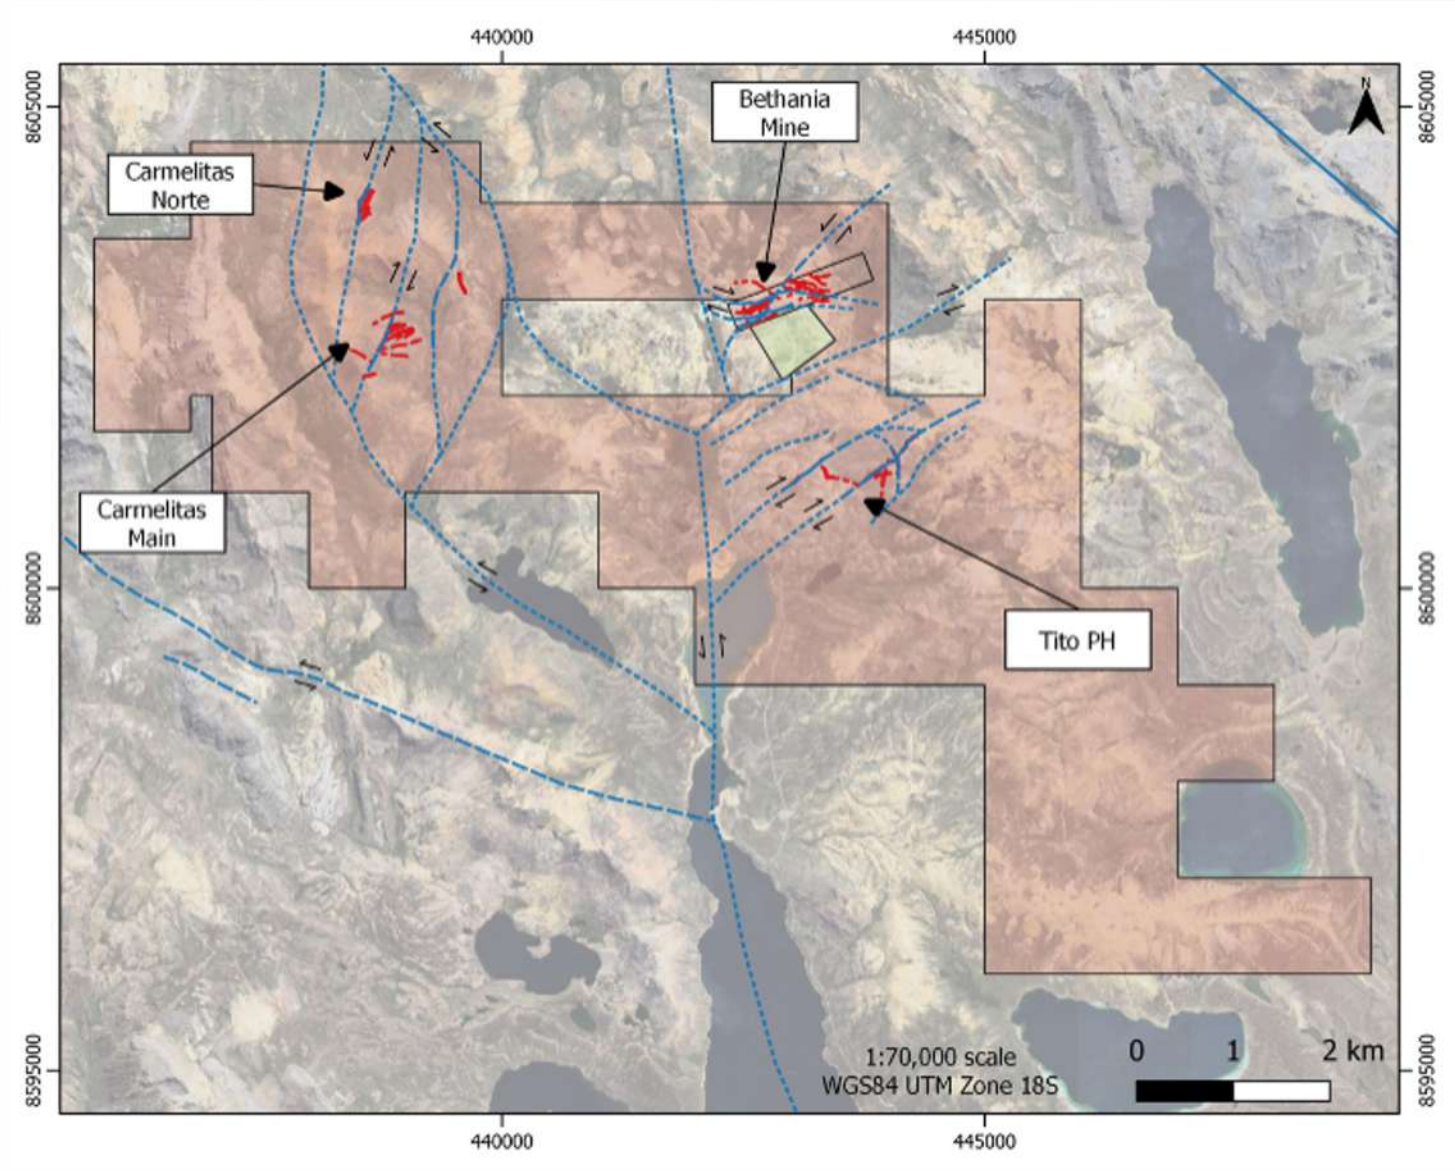 440000
445000
8605000
8605000
N
Bethania
Mine
Carmelitas
Norte
Carmelitas
Main
8600000
8600000
Tito PH
1:70,000 scale
WGS84 UTM Zone 18S
0 1 2 km
8595000
8595000
440000
445000